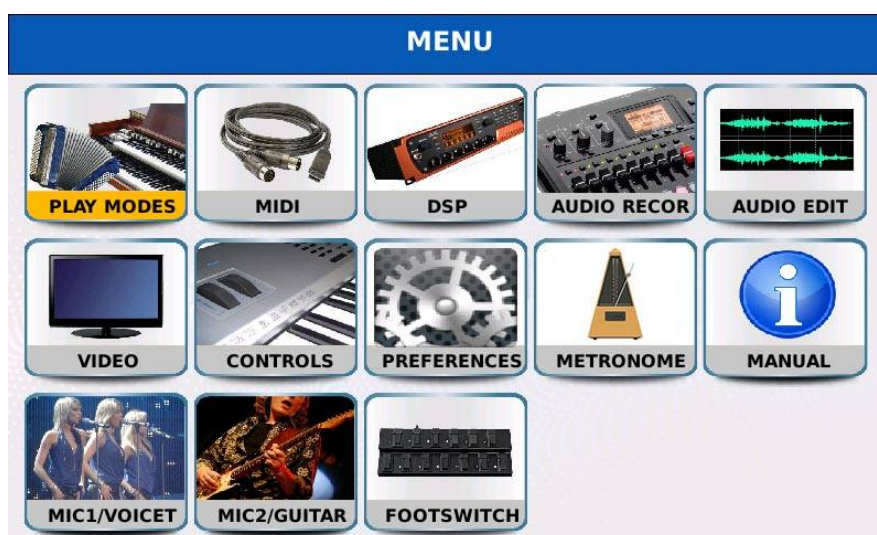 MENU
PLAY MODES
MIDI
DSP
AUDIO RECOR
AUDIO EDIT
VIDEO
CONTROLS
PREFERENCES
METRONOME
MANUAL
MIC1/VOICET
MIC2/GUITAR
FOOTSWITCH